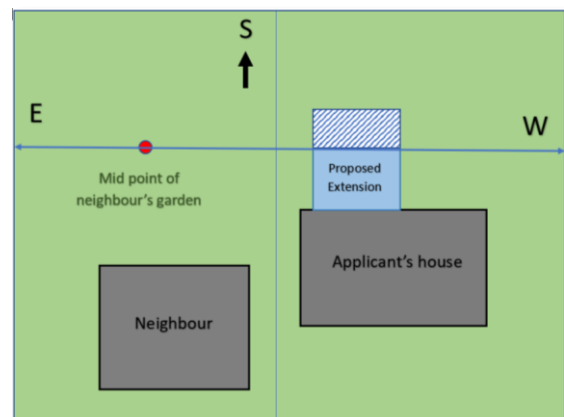 S
E
W
Mid point of
neighbour's garden
Proposed
Extension
Applicant's house
Neighbour